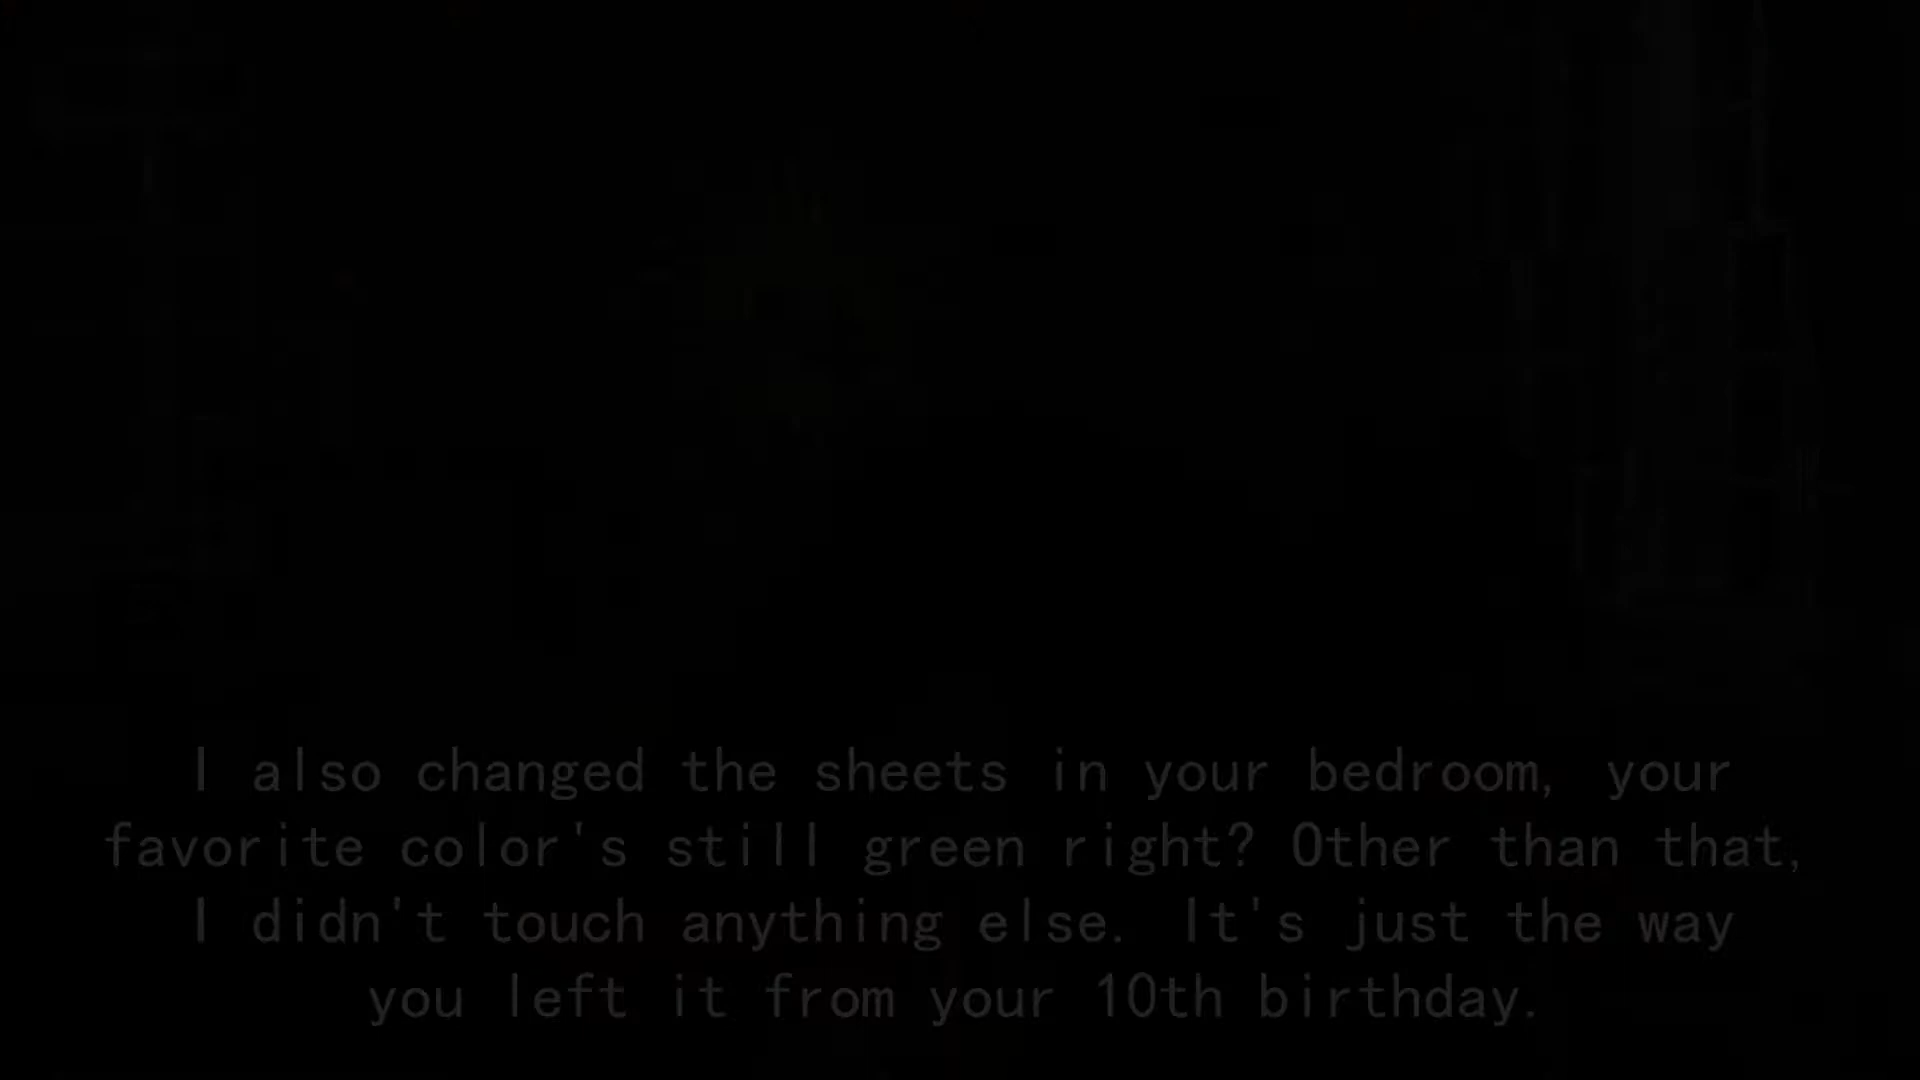 I also changed the sheets in your bedroom, your
favorite color's still green right? Other than that,
I didn't touch anything else. It's just the way
you left it from your 10th birthday.